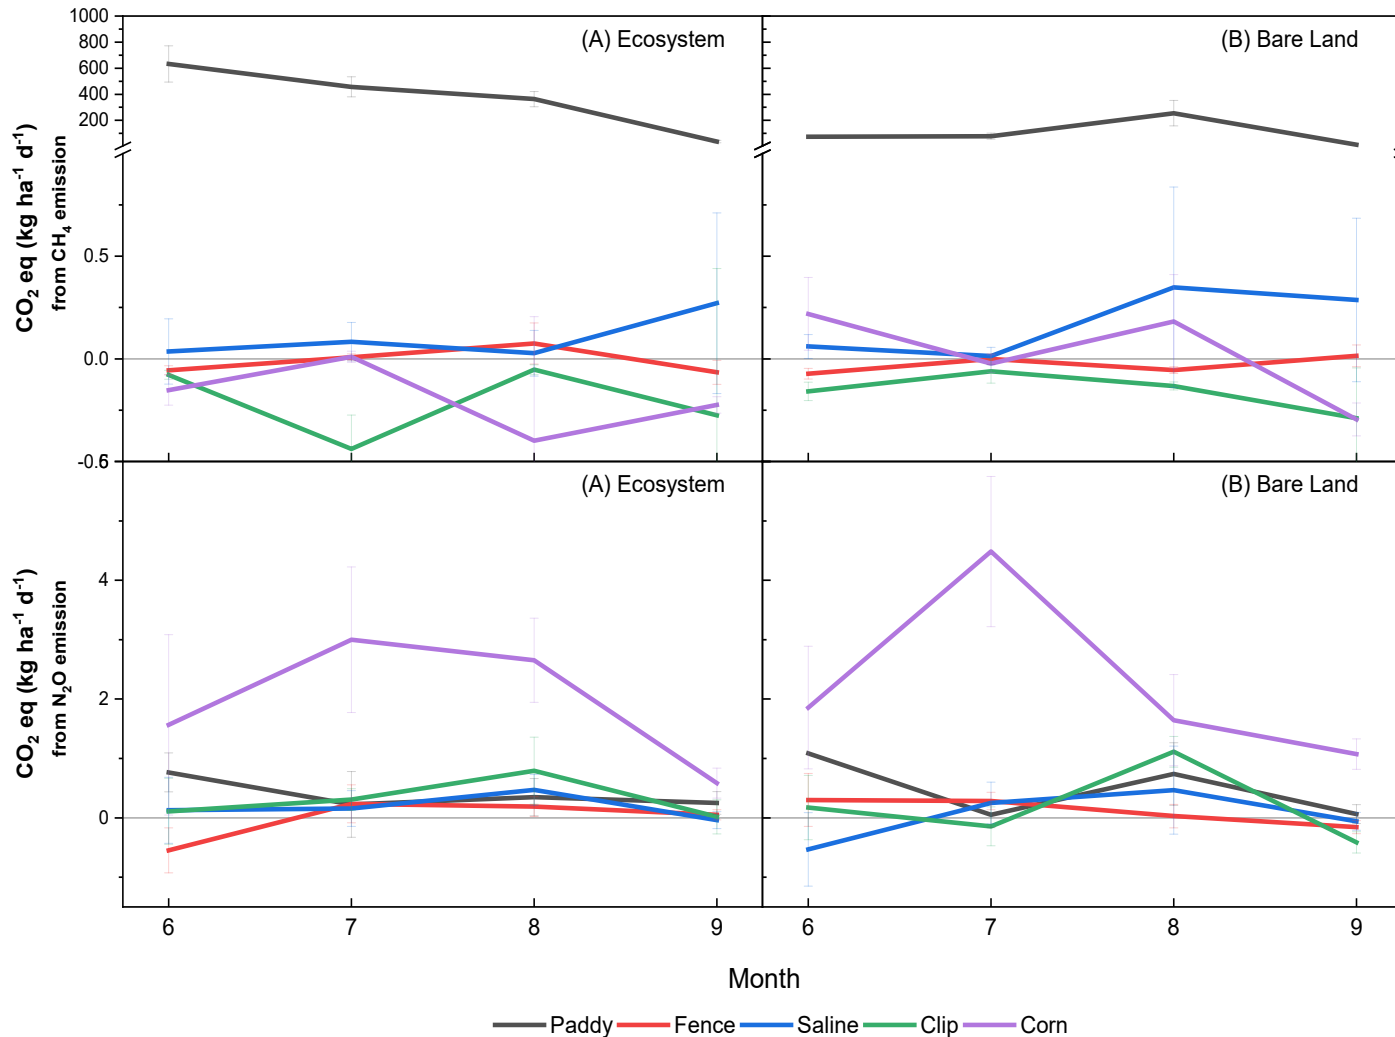 1000
800
600
400
200
0.5
0.0
-0.5
(A) Ecosystem
(B) Bare Land
CO₂ eq (kg ha⁻¹ d⁻¹)
from CH₄ emission
6
4
2
0
(A) Ecosystem
(B) Bare Land
CO₂ eq (kg ha⁻¹ d⁻¹)
from N₂O emission
6 7 8 9 6 7 8 9
Month
Paddy Fence Saline Clip Corn